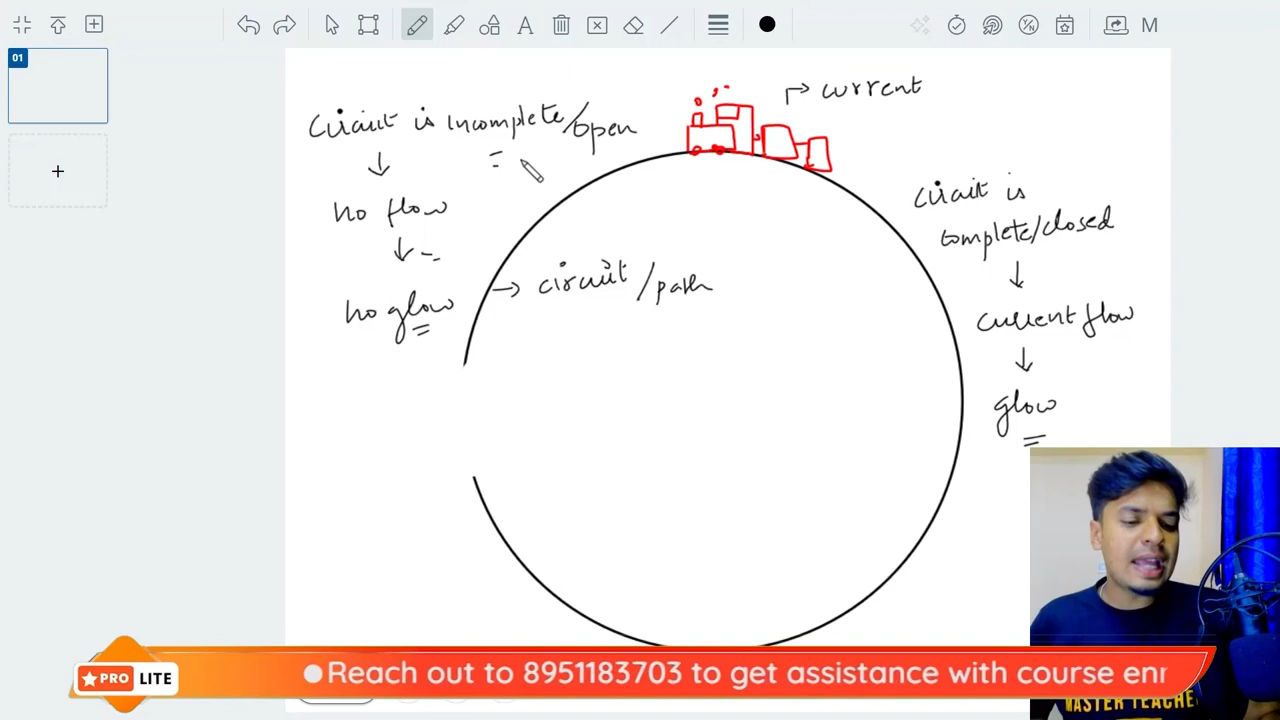 M
01
+
circuit is incomplete/open
no flow
no glow
current
circuit is
complete/closed
current flow
glow
circuit/path
PRO LITE
Reach out to 8951183703 to get assistance with course enr
MASTER TEACHER